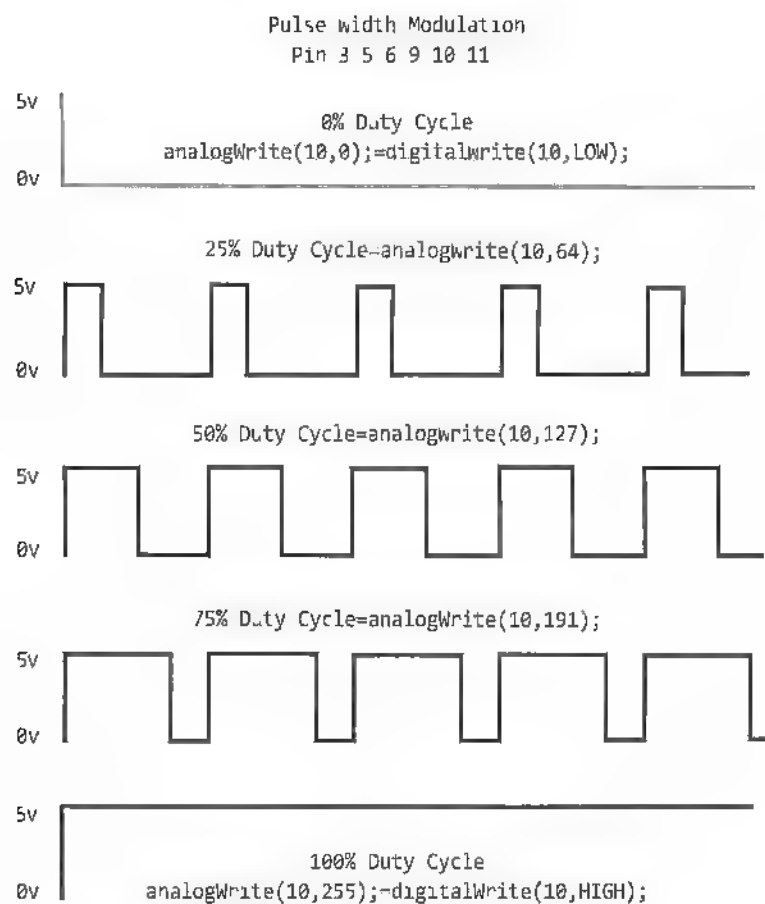 Pulse width Modulation
Pin 3 5 6 9 10 11
5v
0% Duty Cycle
analogWrite(10,0);=digitalwrite(10,LOW);
0v
25% Duty Cycle=analogwrite(10,64);
5v
0v
50% Duty Cycle=analogwrite(10,127);
5v
0v
75% Duty Cycle=analogWrite(10,191);
5v
0v
5v
100% Duty Cycle
0v
analogWrite(10,255);=digitalWrite(10,HIGH);